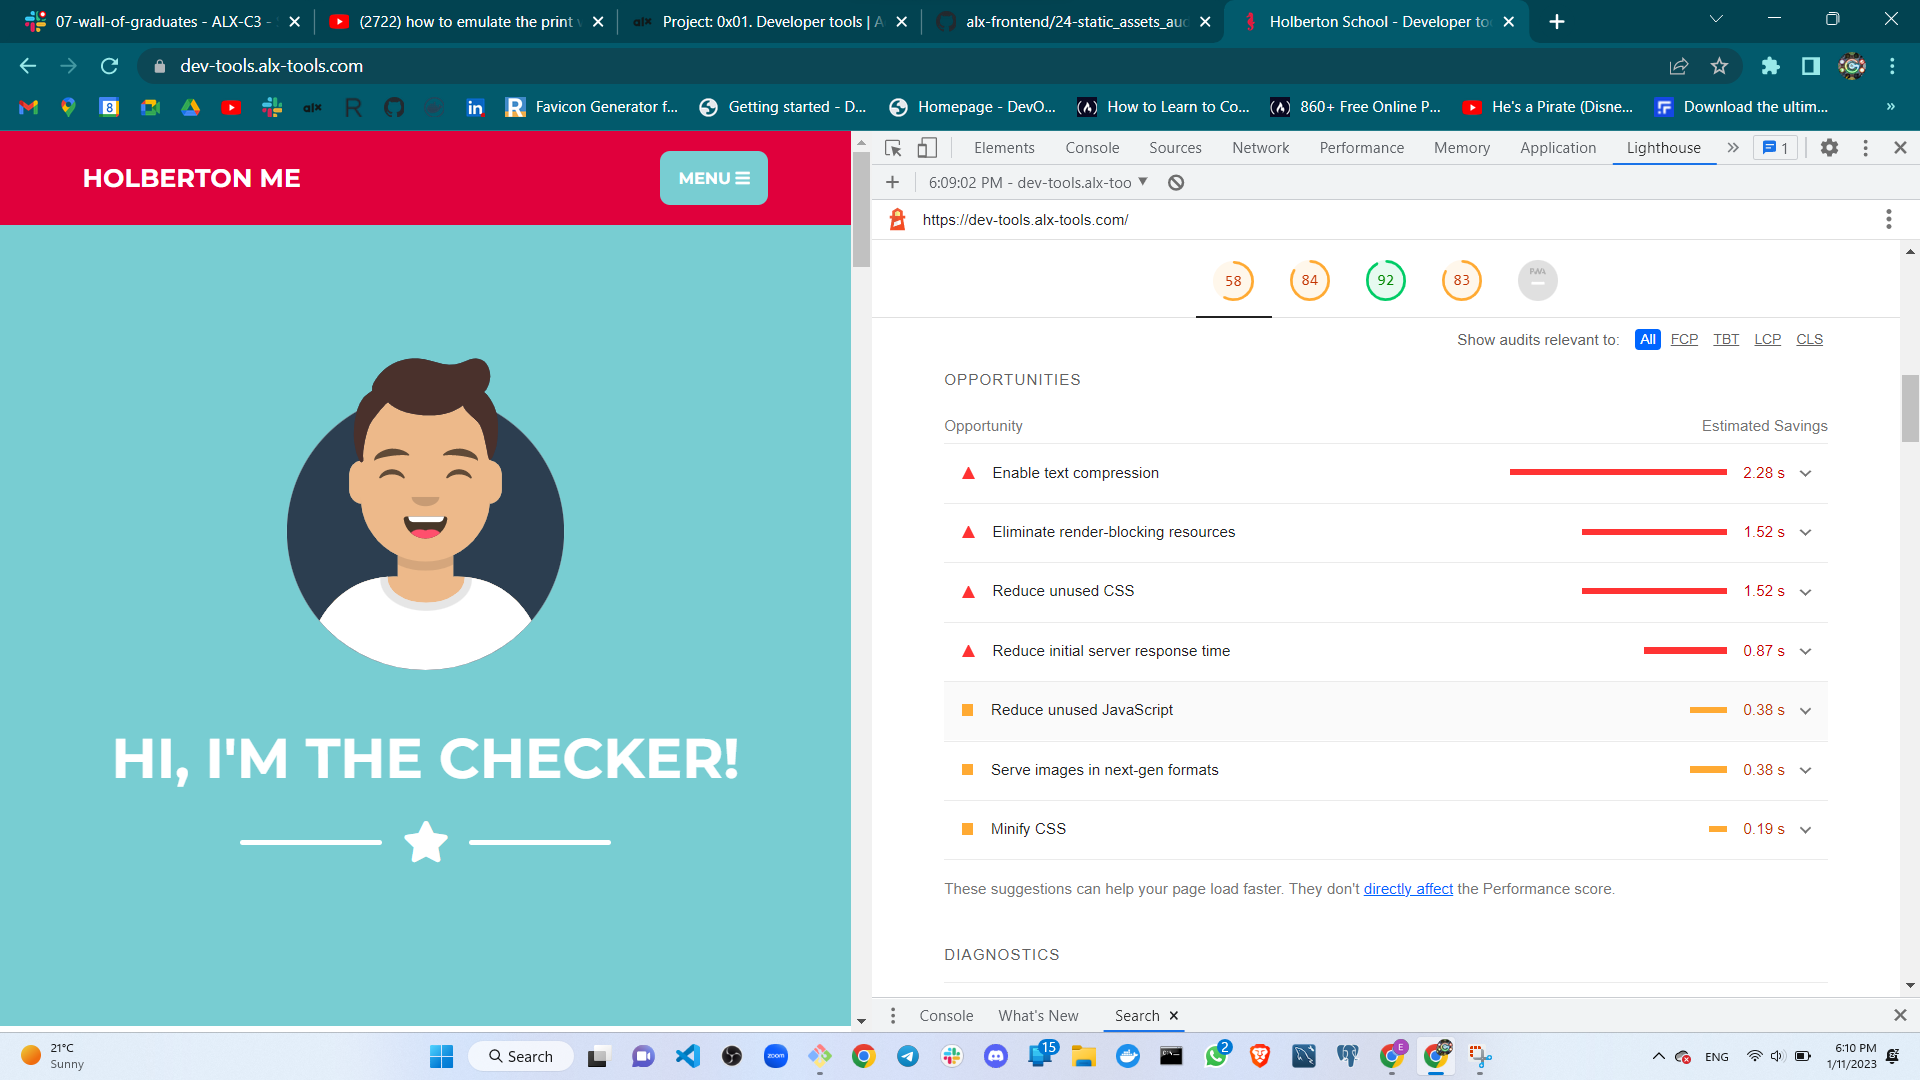 07-wall-of-graduates - ALX-C3 -
(2722) how to emulate the print
alx Project: 0x01. Developer tools |
alx-frontend/24-static_assets_au
Holberton School - Developer to
dev-tools.alx-tools.com
8 alx R in Favicon Generator f... Getting started - D... Homepage - DevO... How to Learn to Co... 860+ Free Online P... He's a Pirate (Disne... Download the ultim... »
HOLBERTON ME
MENU
HI, I'M THE CHECKER!
Elements Console Sources Network Performance Memory Application Lighthouse » 1
6:09:02 PM - dev-tools.alx-too
https://dev-tools.alx-tools.com/
58 84 92 83 PWA
Show audits relevant to: All FCP TBT LCP CLS
OPPORTUNITIES
Opportunity Estimated Savings
Enable text compression 2.28 s
Eliminate render-blocking resources 1.52 s
Reduce unused CSS 1.52 s
Reduce initial server response time 0.87 s
Reduce unused JavaScript 0.38 s
Serve images in next-gen formats 0.38 s
Minify CSS 0.19 s
These suggestions can help your page load faster. They don't directly affect the Performance score.
DIAGNOSTICS
Console What's New Search
21°C
Sunny
Search
zoom
15
2
E
ENG
6:10 PM
1/11/2023